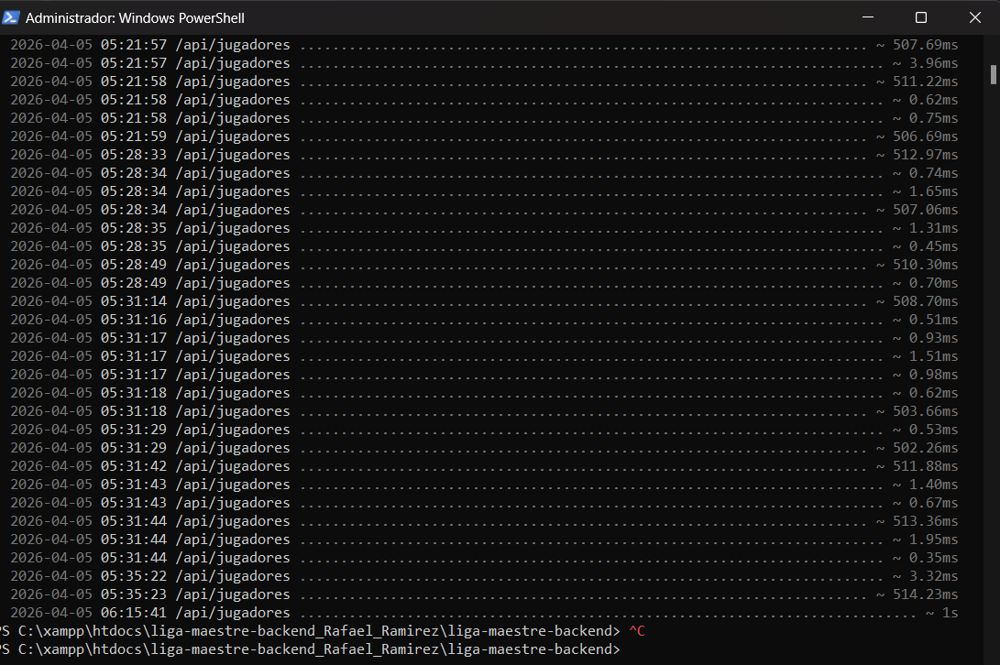 Administrador: Windows PowerShell
2026-04-05 05:21:57 /api/jugadores ........................................................................ ~ 507.69ms
2026-04-05 05:21:57 /api/jugadores .......................................................................... ~ 3.96ms
2026-04-05 05:21:58 /api/jugadores ........................................................................ ~ 511.22ms
2026-04-05 05:21:58 /api/jugadores .......................................................................... ~ 0.62ms
2026-04-05 05:21:58 /api/jugadores .......................................................................... ~ 0.75ms
2026-04-05 05:21:59 /api/jugadores ........................................................................ ~ 506.69ms
2026-04-05 05:28:33 /api/jugadores ........................................................................ ~ 512.97ms
2026-04-05 05:28:34 /api/jugadores .......................................................................... ~ 0.74ms
2026-04-05 05:28:34 /api/jugadores .......................................................................... ~ 1.65ms
2026-04-05 05:28:34 /api/jugadores ........................................................................ ~ 507.06ms
2026-04-05 05:28:35 /api/jugadores .......................................................................... ~ 1.31ms
2026-04-05 05:28:35 /api/jugadores .......................................................................... ~ 0.45ms
2026-04-05 05:28:49 /api/jugadores ........................................................................ ~ 510.30ms
2026-04-05 05:28:49 /api/jugadores .......................................................................... ~ 0.70ms
2026-04-05 05:31:14 /api/jugadores ........................................................................ ~ 508.70ms
2026-04-05 05:31:16 /api/jugadores .......................................................................... ~ 0.51ms
2026-04-05 05:31:17 /api/jugadores .......................................................................... ~ 0.93ms
2026-04-05 05:31:17 /api/jugadores .......................................................................... ~ 1.51ms
2026-04-05 05:31:17 /api/jugadores .......................................................................... ~ 0.98ms
2026-04-05 05:31:18 /api/jugadores .......................................................................... ~ 0.62ms
2026-04-05 05:31:18 /api/jugadores ........................................................................ ~ 503.66ms
2026-04-05 05:31:29 /api/jugadores .......................................................................... ~ 0.53ms
2026-04-05 05:31:29 /api/jugadores ........................................................................ ~ 502.26ms
2026-04-05 05:31:42 /api/jugadores ........................................................................ ~ 511.88ms
2026-04-05 05:31:43 /api/jugadores .......................................................................... ~ 1.40ms
2026-04-05 05:31:43 /api/jugadores .......................................................................... ~ 0.67ms
2026-04-05 05:31:44 /api/jugadores ........................................................................ ~ 513.36ms
2026-04-05 05:31:44 /api/jugadores .......................................................................... ~ 1.95ms
2026-04-05 05:31:44 /api/jugadores .......................................................................... ~ 0.35ms
2026-04-05 05:35:22 /api/jugadores .......................................................................... ~ 3.32ms
2026-04-05 05:35:23 /api/jugadores ........................................................................ ~ 514.23ms
2026-04-05 06:15:41 /api/jugadores .............................................................................. ~ 1s
PS C:\xampp\htdocs\liga-maestre-backend_Rafael_Ramirez\liga-maestre-backend> ^C
PS C:\xampp\htdocs\liga-maestre-backend_Rafael_Ramirez\liga-maestre-backend>